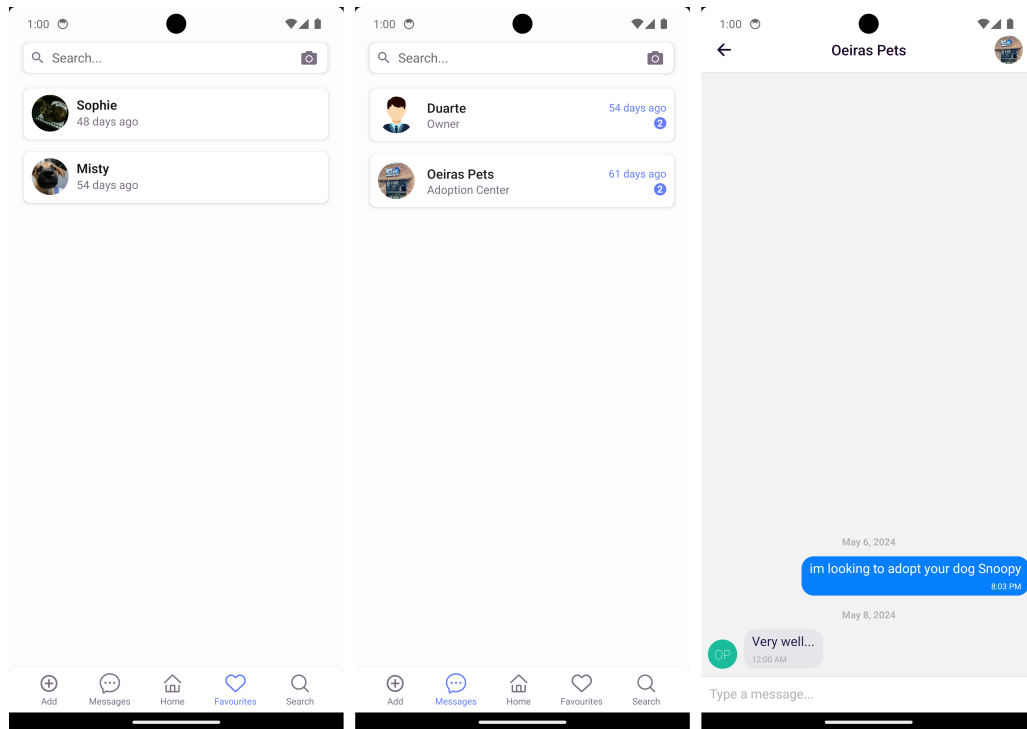 1:00
Search...
Sophie
48 days ago
Misty
54 days ago
Add
Messages
Home
Favourites
Search
1:00
Search...
Duarte
54 days ago
Owner
2
Oeiras Pets
61 days ago
Adoption Center
2
Add
Messages
Home
Favourites
Search
1:00
Oeiras Pets
May 6, 2024
im looking to adopt your dog Snoopy
8:03 PM
May 8, 2024
Very well...
OP
12:00 AM
Type a message...